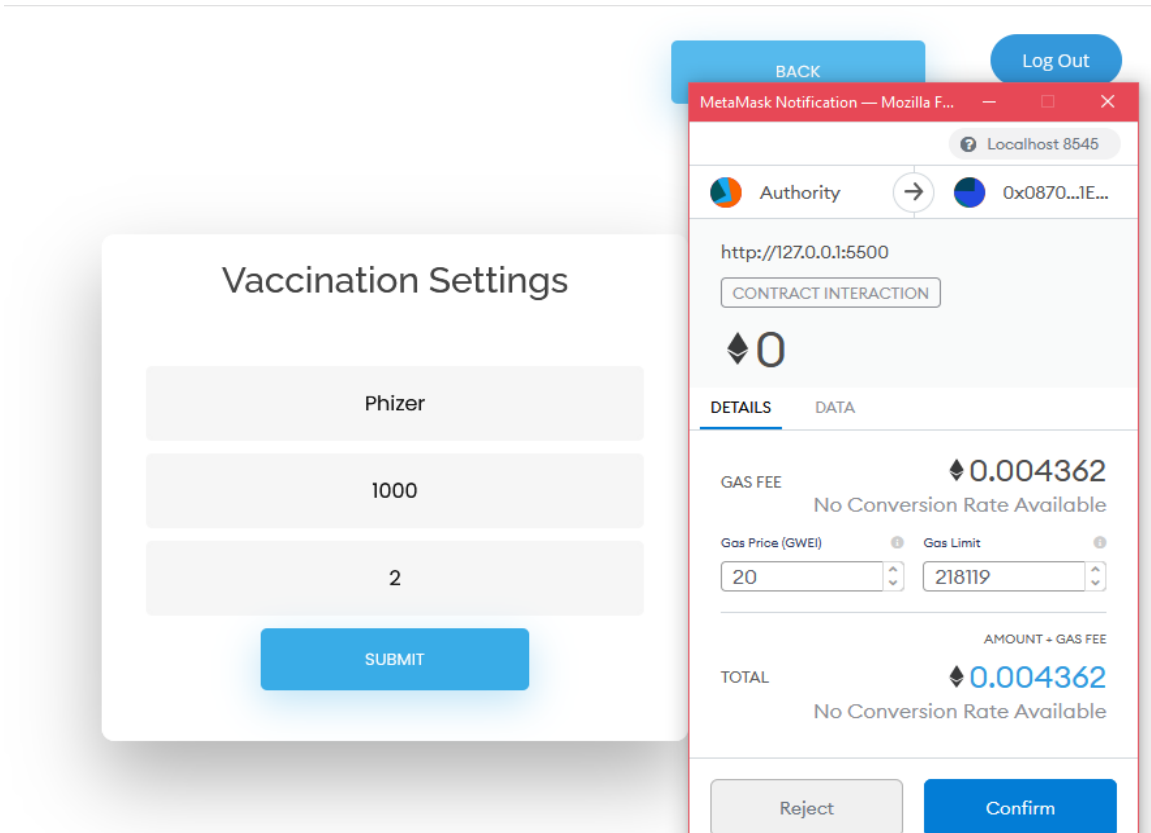 BACK
Log Out
Vaccination Settings
Phizer
1000
2
SUBMIT
MetaMask Notification — Mozilla F...
Localhost 8545
Authority
0x0870...1E...
http://127.0.0.1:5500
CONTRACT INTERACTION
0
DETAILS DATA
GAS FEE 0.004362
No Conversion Rate Available
Gas Price (GWEI) Gas Limit
20 218119
AMOUNT + GAS FEE
TOTAL 0.004362
No Conversion Rate Available
Reject Confirm